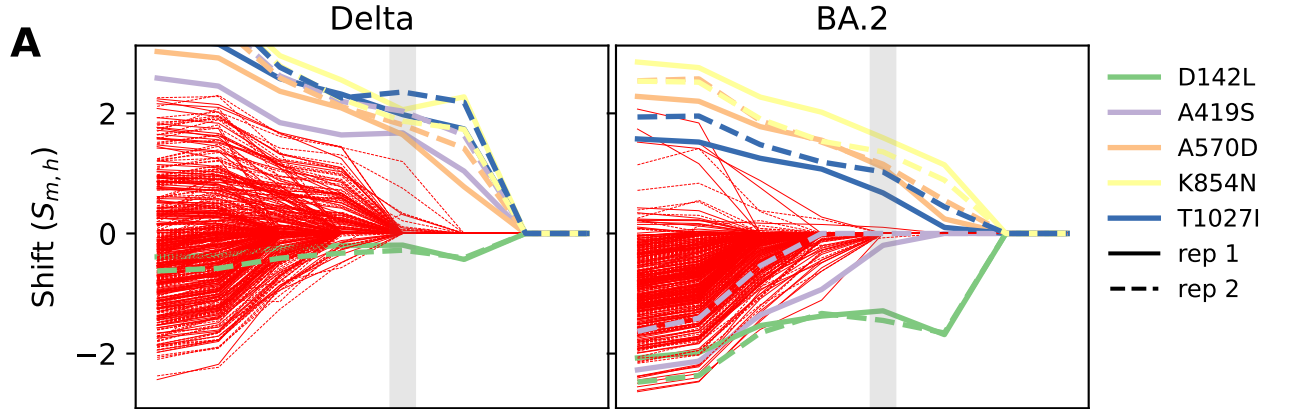 A
Delta
BA.2
Shift (S_{m,h})
2
0
−2
D142L
A419S
A570D
K854N
T1027I
rep 1
rep 2